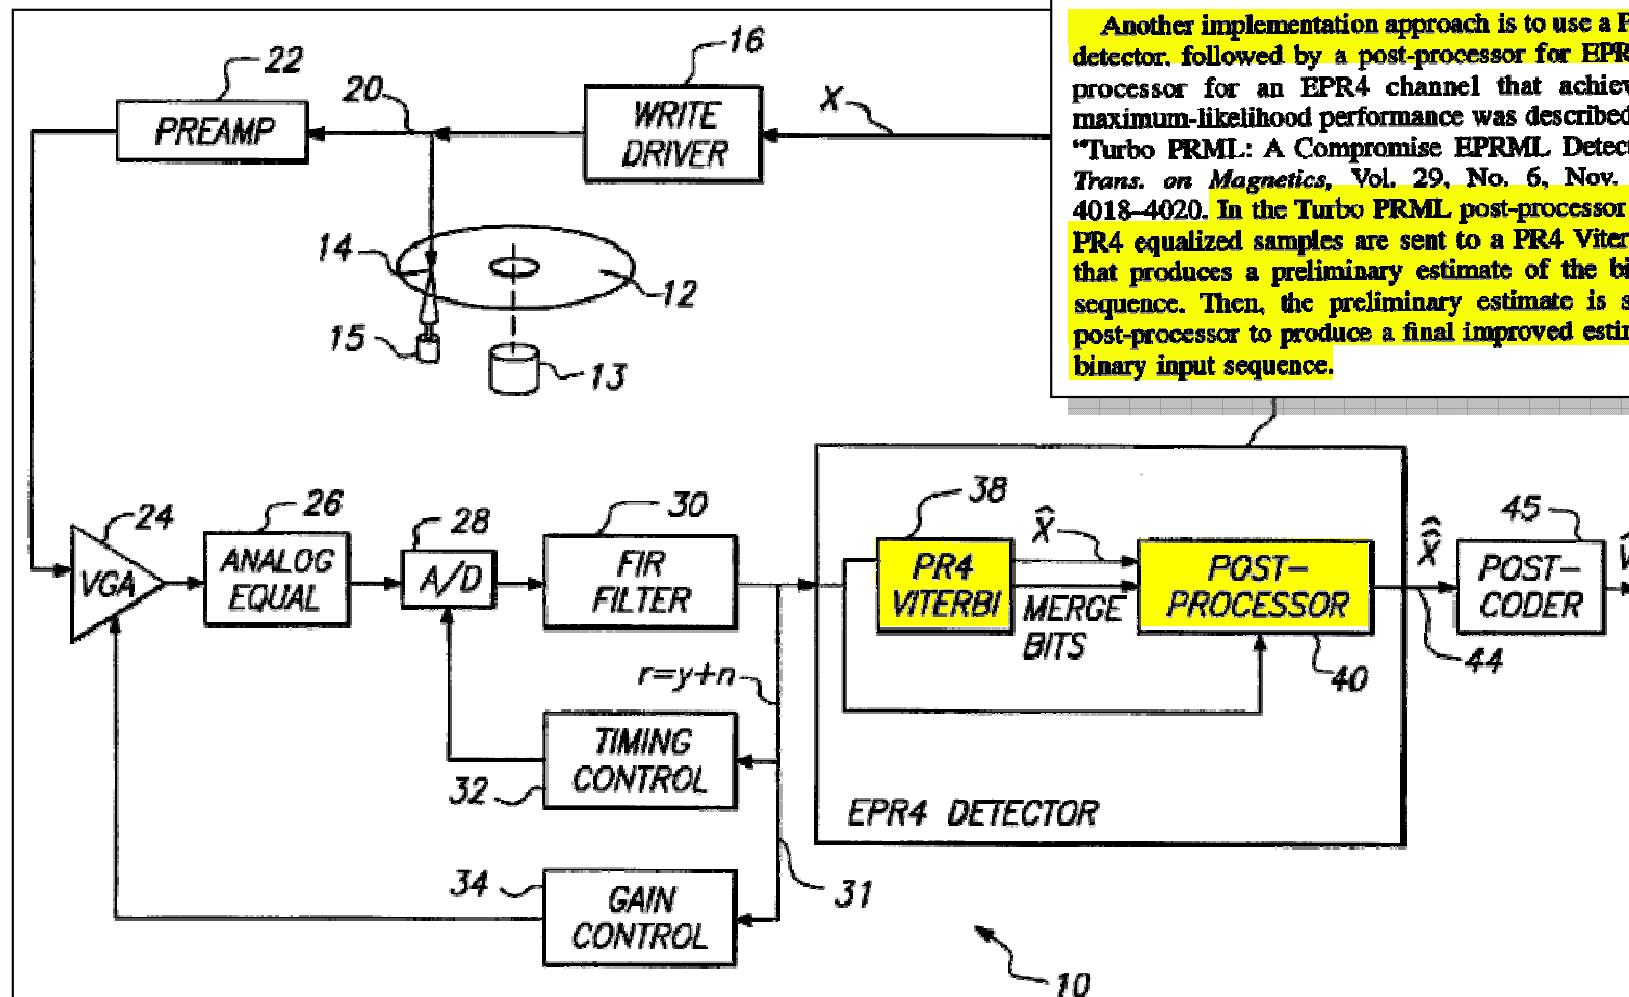 Another implementation approach is to use a
detector, followed by a post-processor for
processor for an EPR4 channel that
maximum-likelihood performance was described
"Turbo PRML: A Compromise EPRML
Trans. on Magnetics, Vol. 29, No. 6, Nov.
4018–4020. In the Turbo PRML post-processor
PR4 equalized samples are sent to a PR4
that produces a preliminary estimate of the
sequence. Then, the preliminary estimate is
post-processor to produce a final improved
binary input sequence.
16
22
20
X
PREAMP
WRITE
DRIVER
14
12
15
13
38
24
26
28
30
X̂
45
X̂̂
VGA
ANALOG
EQUAL
A/D
FIR
FILTER
PR4
VITERBI
MERGE
BITS
POST-
PROCESSOR
POST-
CODER
44
40
r=y+n
TIMING
CONTROL
32
EPR4 DETECTOR
34
31
GAIN
CONTROL
10